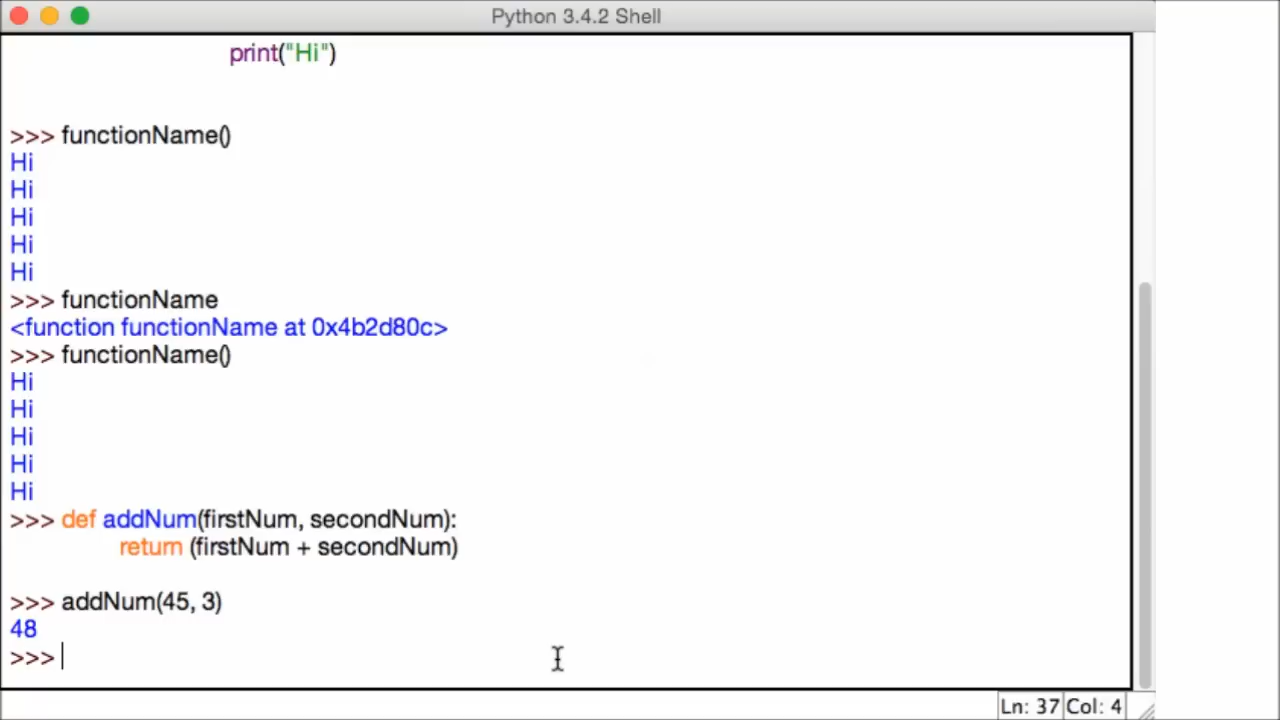 Python 3.4.2 Shell
print("Hi")
>>> functionName()
Hi
Hi
Hi
Hi
Hi
>>> functionName
<function functionName at 0x4b2d80c>
>>> functionName()
Hi
Hi
Hi
Hi
Hi
>>> def addNum(firstNum, secondNum):
return (firstNum + secondNum)
>>> addNum(45, 3)
48
>>>
Ln: 37 Col: 4